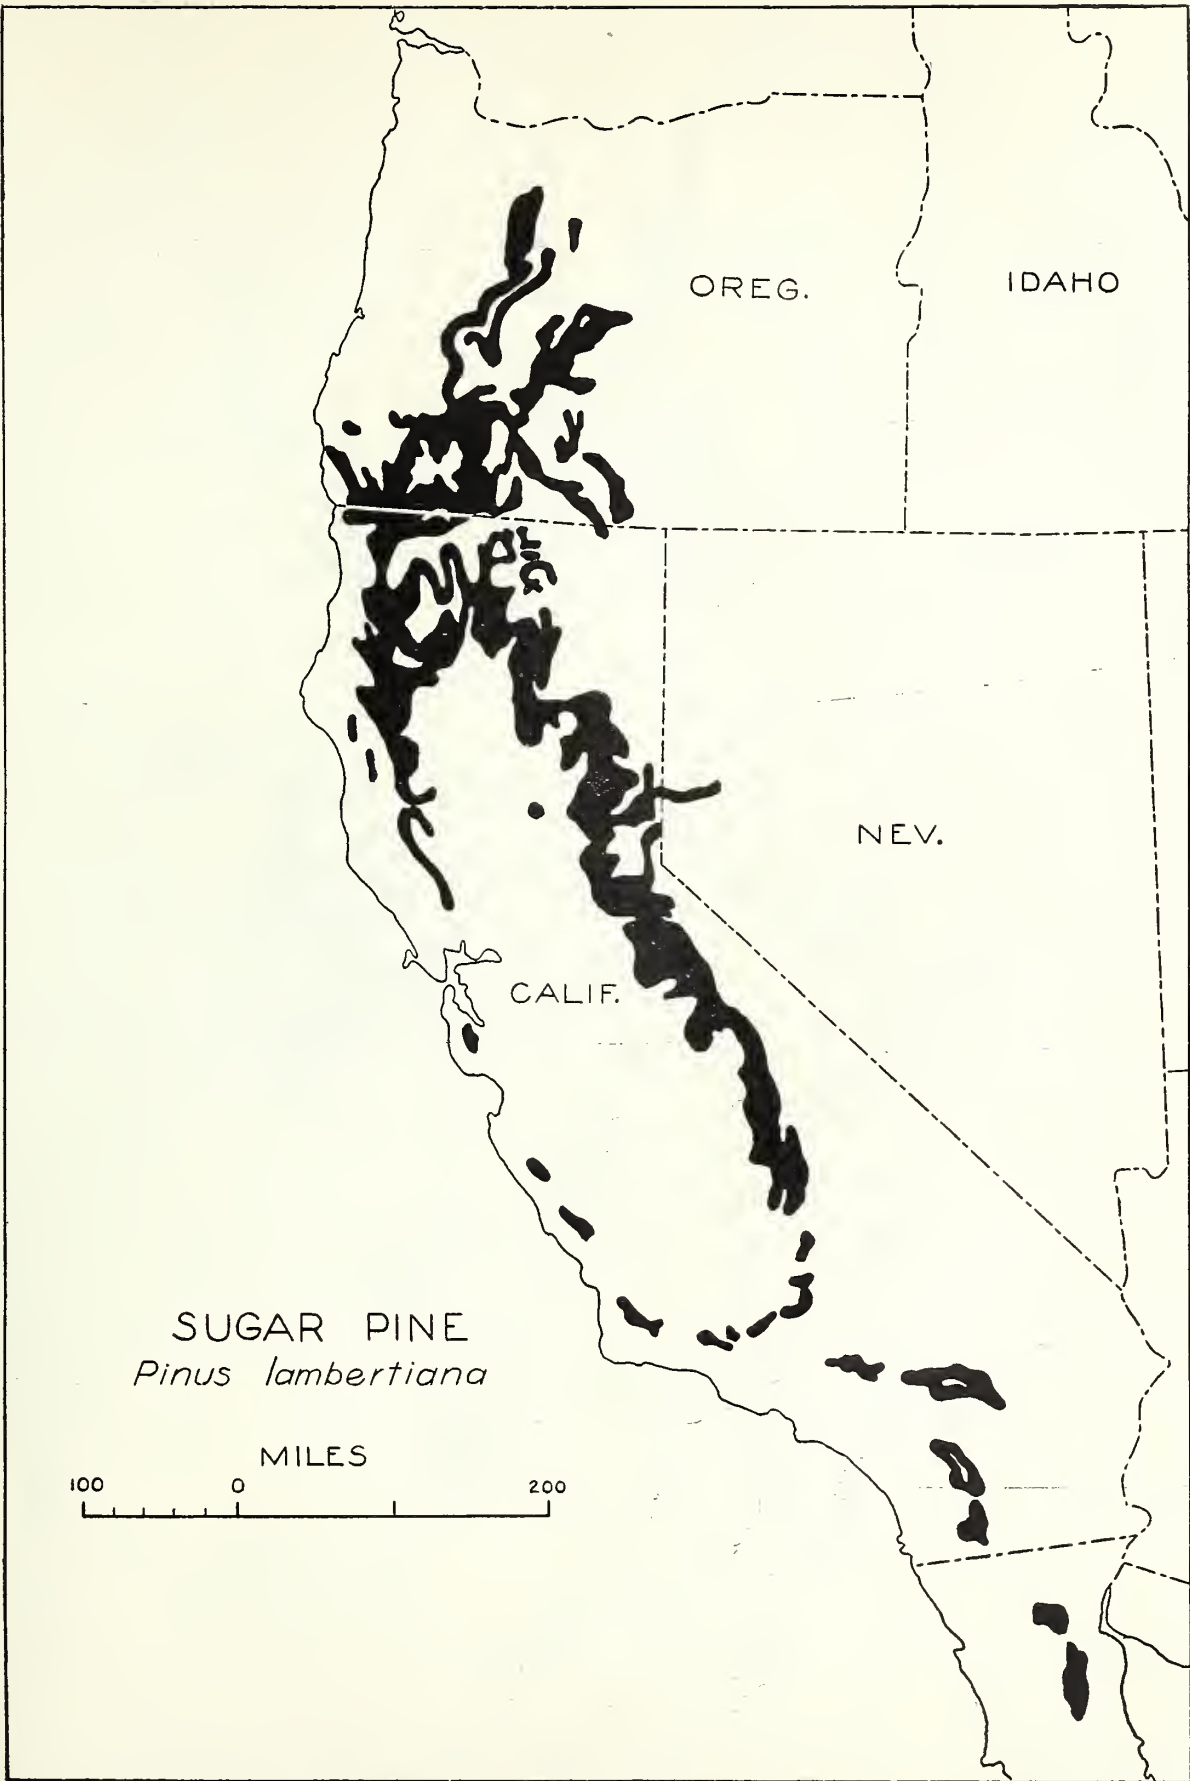 OREG.
IDAHO
NEV.
CALIF.
SUGAR PINE
Pinus lambertiana
MILES
100 0 200